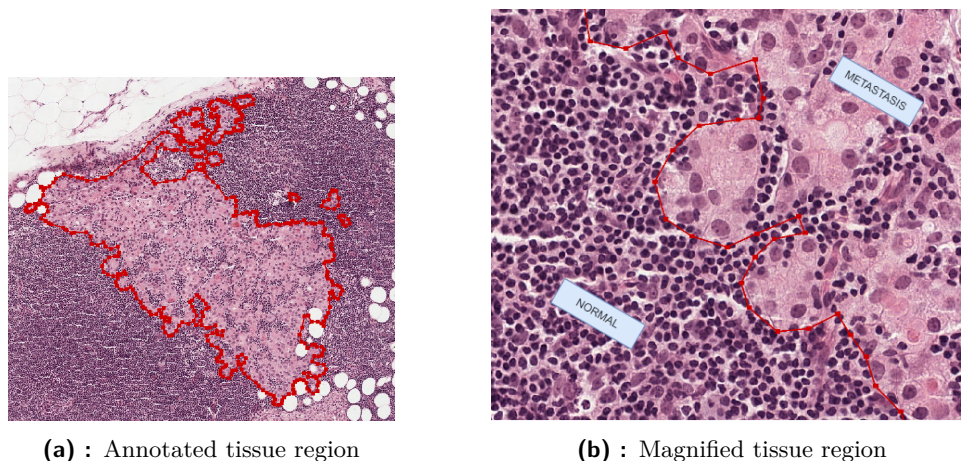 METASTASIS
NORMAL
(a) : Annotated tissue region
(b) : Magnified tissue region